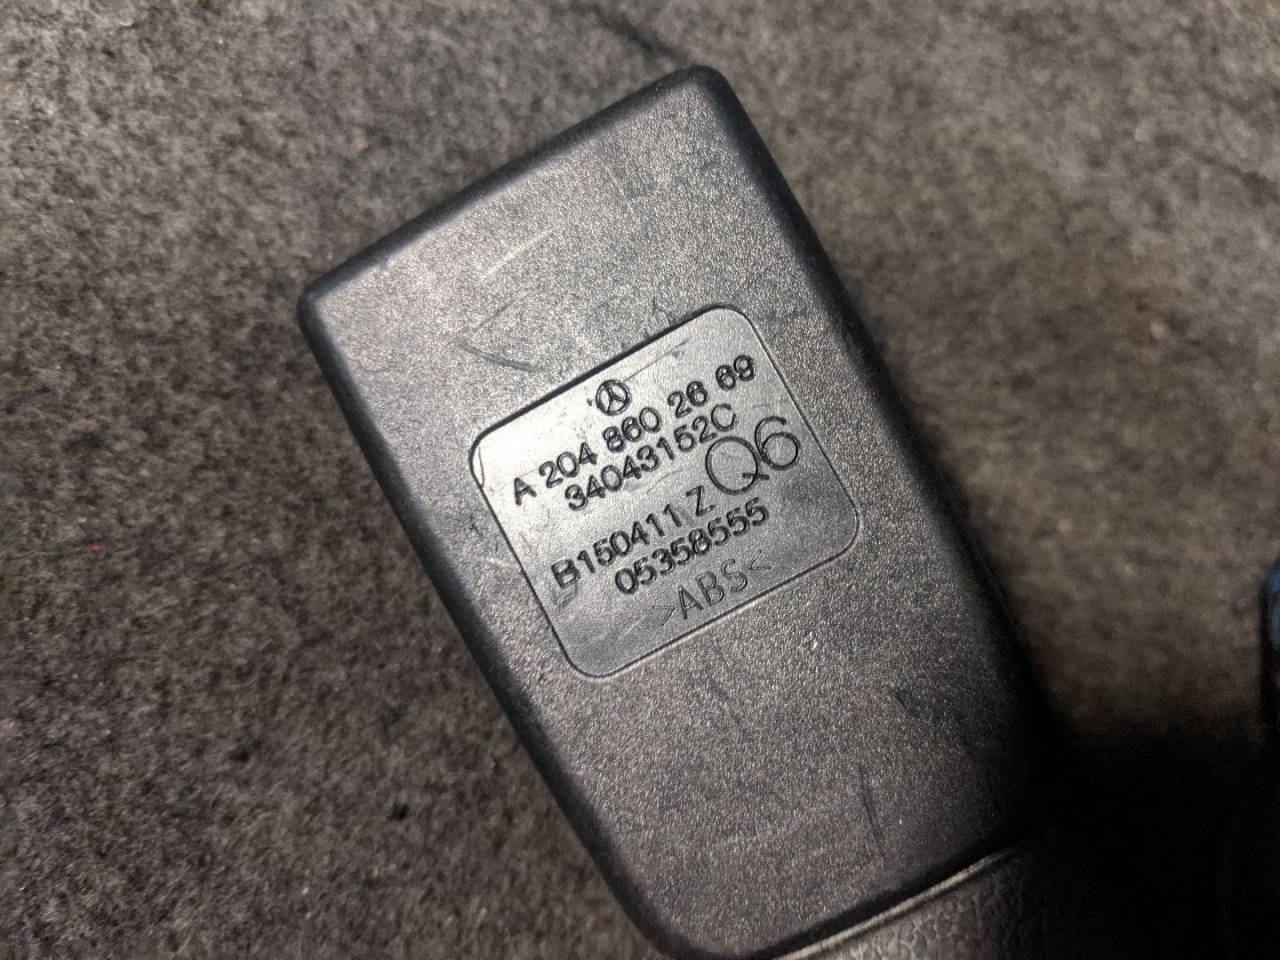 A 204 860 26 69
34043152C
Q6
B150411 Z
05358555
>ABS<